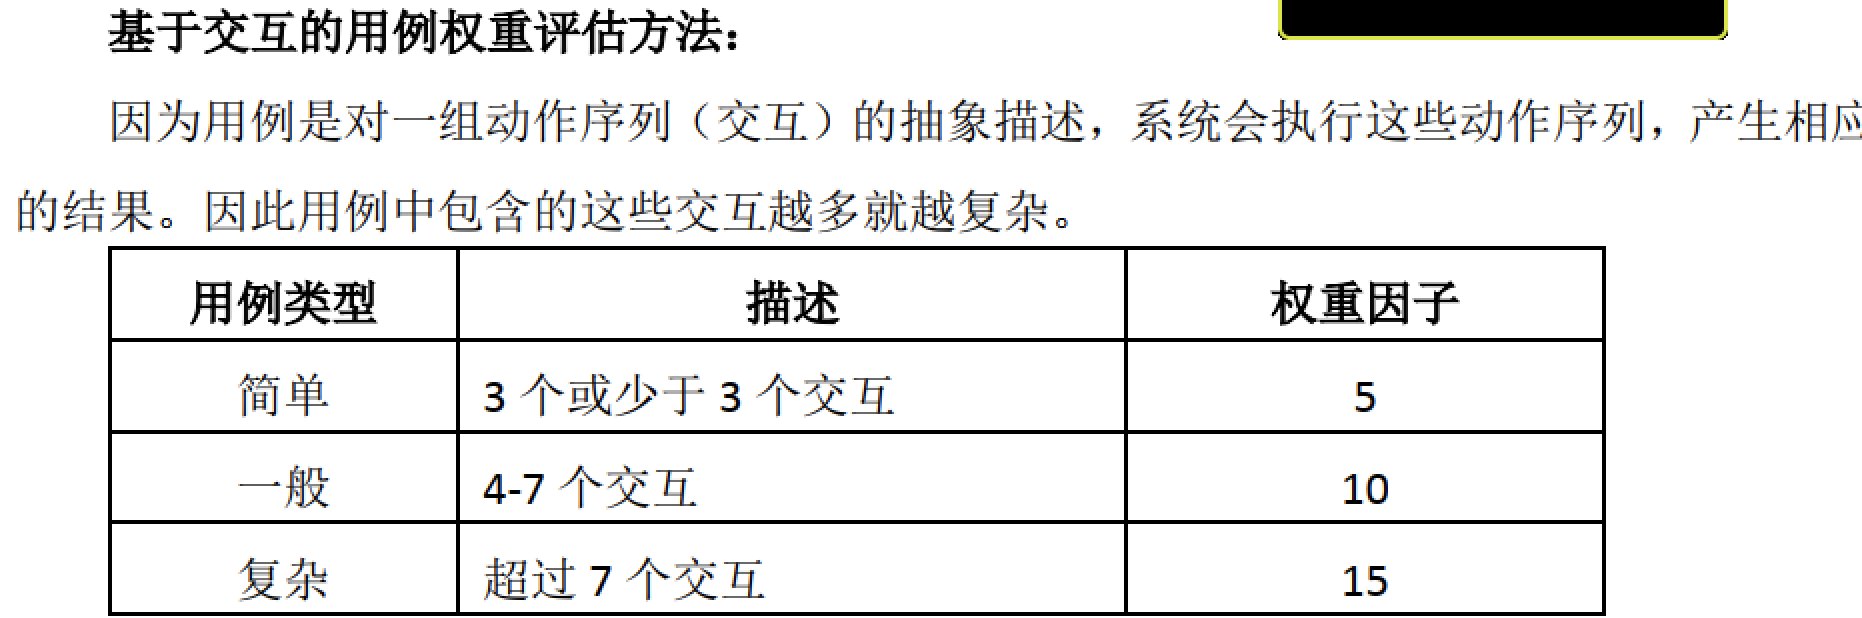 基于交互的用例权重评估方法：
因为用例是对一组动作序列（交互）的抽象描述，系统会执行这些动作序列，产生相应
的结果。因此用例中包含的这些交互越多就越复杂。
用例类型 描述 权重因子
简单 3 个或少于 3 个交互 5
一般 4-7 个交互 10
复杂 超过 7 个交互 15